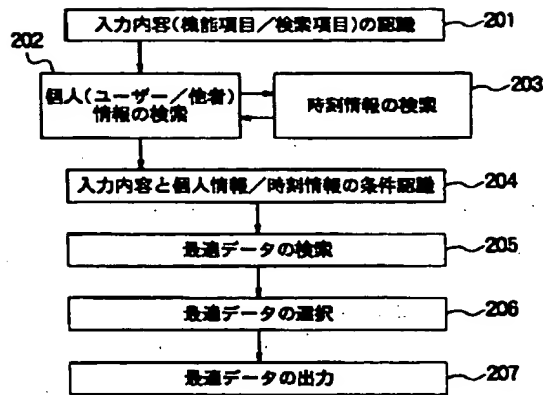 入力内容(機能項目/検索項目)の認識
201
202
個人(ユーザー/他者)
情報の検索
時刻情報の検索
203
入力内容と個人情報/時刻情報の条件認識
204
最適データの検索
205
最適データの選択
206
最適データの出力
207